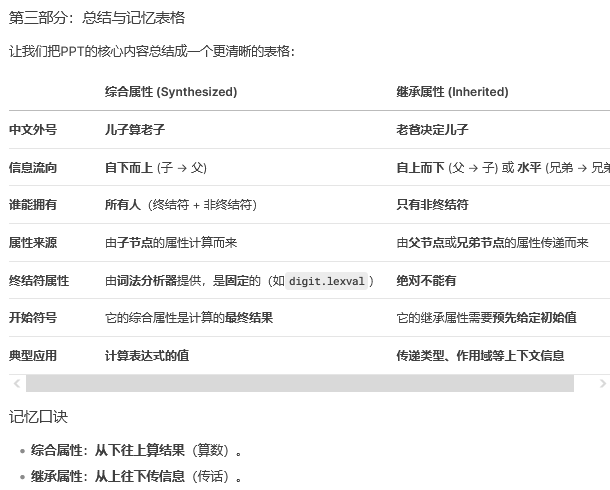 第三部分：总结与记忆表格
让我们把PPT的核心内容总结成一个更清晰的表格：
综合属性 (Synthesized) 继承属性 (Inherited)
中文外号 儿子算老子 老爸决定儿子
信息流向 自下而上 (子 → 父) 自上而下 (父 → 子) 或 水平 (兄弟 → 兄
谁能拥有 所有人（终结符 + 非终结符） 只有非终结符
属性来源 由子节点的属性计算而来 由父节点或兄弟节点的属性传递而来
终结符属性 由词法分析器提供，是固定的（如 digit.lexval ） 绝对不能有
开始符号 它的综合属性是计算的最终结果 它的继承属性需要预先给定初始值
典型应用 计算表达式的值 传递类型、作用域等上下文信息
记忆口诀
• 综合属性：从下往上算结果（算数）。
• 继承属性：从上往下传信息（传话）。